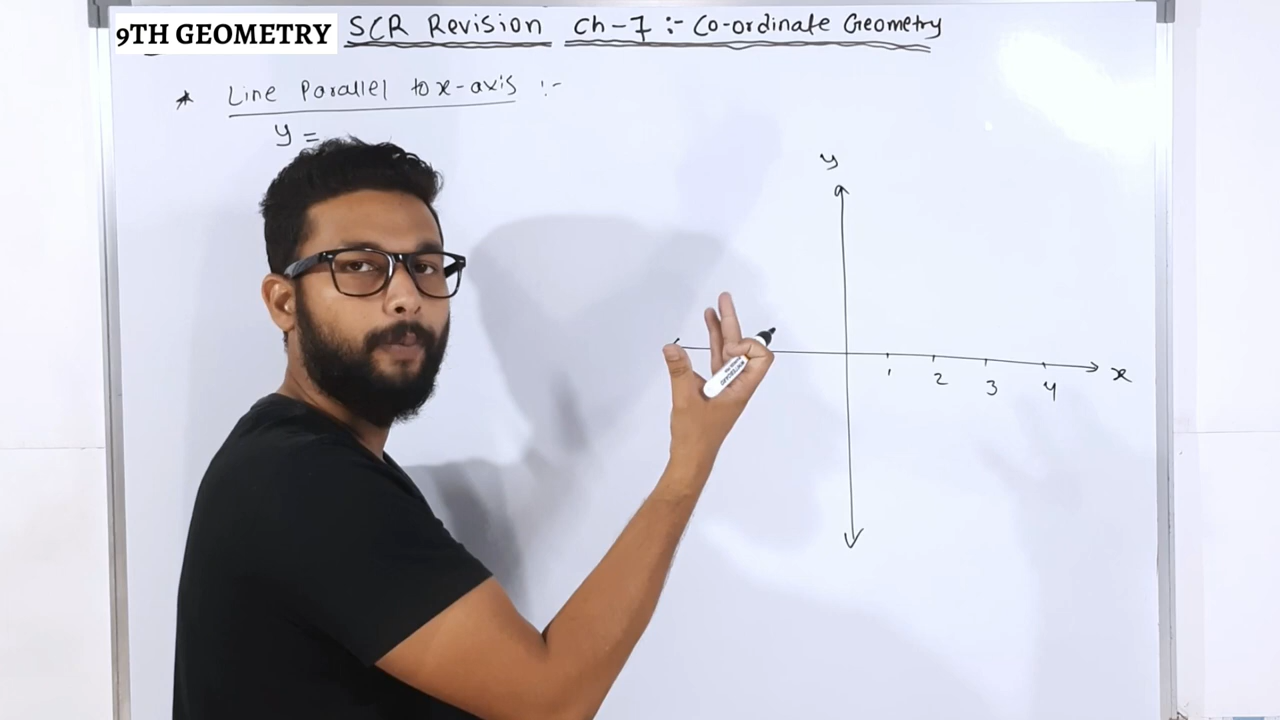 9TH GEOMETRY SCR Revision Ch-7 :- Co-ordinate Geometry
* Line Parallel to x-axis :-
y =
y
1 2 3 4 x